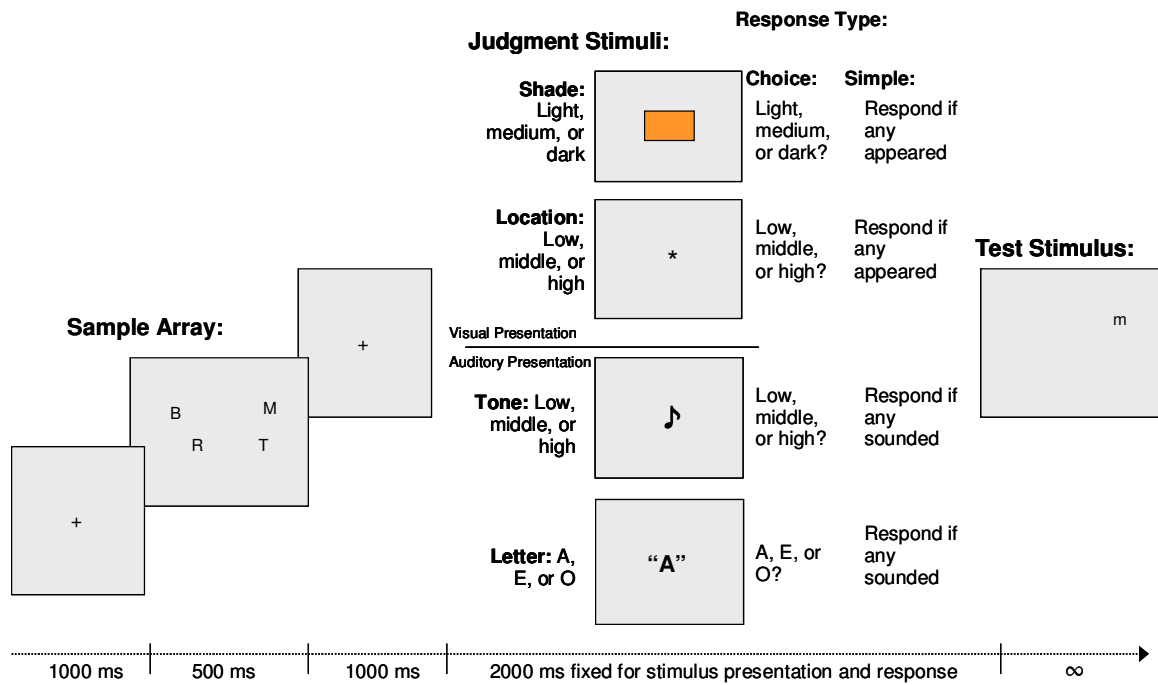 Response Type:
Judgment Stimuli:
Shade:
Light,
medium, or
dark
Choice:
Light,
medium,
or dark?
Simple:
Respond if
any
appeared
Location:
Low,
middle, or
high
*
Low,
middle,
or high?
Respond if
any
appeared
Visual Presentation
Auditory Presentation
Tone: Low,
middle, or
high
♪
Low,
middle,
or high?
Respond if
any
sounded
Letter: A,
E, or O
“A”
A, E, or
O?
Respond if
any
sounded
Test Stimulus:
m
Sample Array:
+
B M
R T
+
1000 ms
500 ms
1000 ms
2000 ms fixed for stimulus presentation and response
∞